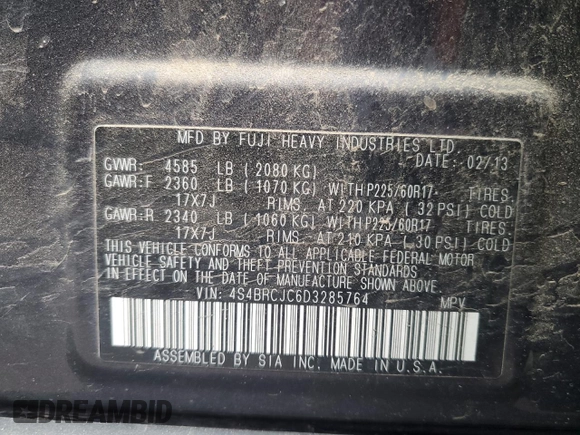 MFD BY FUJI HEAVY INDUSTRIES LTD.
DATE: 02/13
GVWR: 4585 LB (2080 KG)
GAWR:F 2360 LB (1070 KG) WITH P225/60R17 TIRES.
17X7J RIMS. AT 220 KPA (32 PSI) COLD
GAWR:R 2340 LB (1060 KG) WITH P225/60R17 TIRES.
17X7J RIMS. AT 210 KPA (30 PSI) COLD
THIS VEHICLE CONFORMS TO ALL APPLICABLE FEDERAL MOTOR
VEHICLE SAFETY AND THEFT PREVENTION STANDARDS
IN EFFECT ON THE DATE OF MANUFACTURE SHOWN ABOVE.
VIN: 4S4BRCJC6D3285764 MPV
ASSEMBLED BY SIA INC. MADE IN U.S.A.
DREAMBID